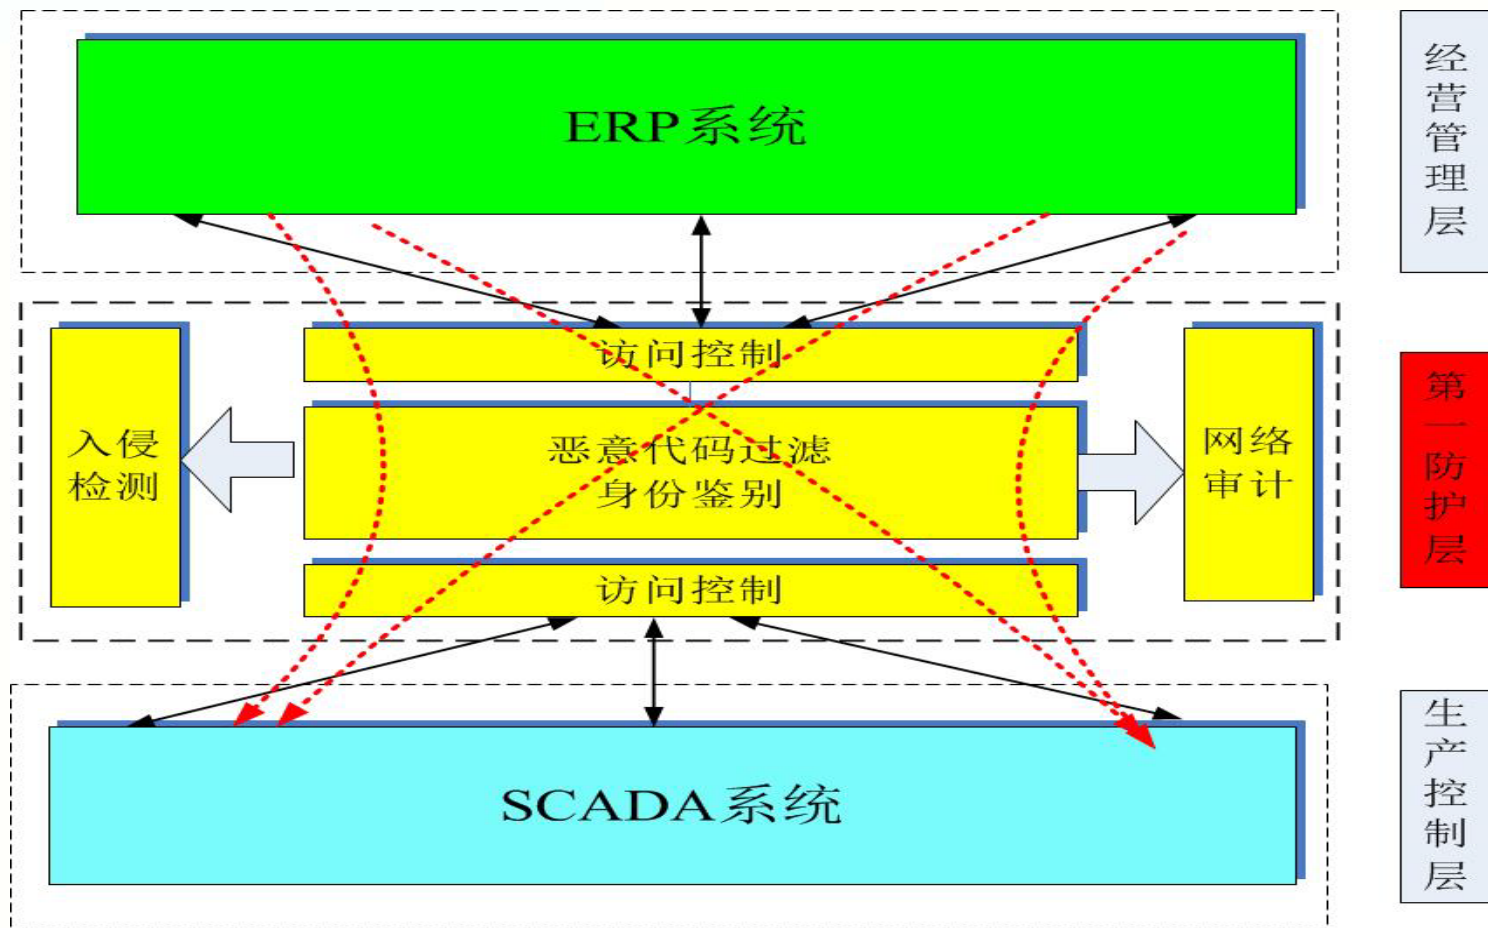 ERP系统
经营管理层
访问控制
入侵
检测
恶意代码过滤
身份鉴别
网络
审计
访问控制
第一防护层
SCADA系统
生产控制层